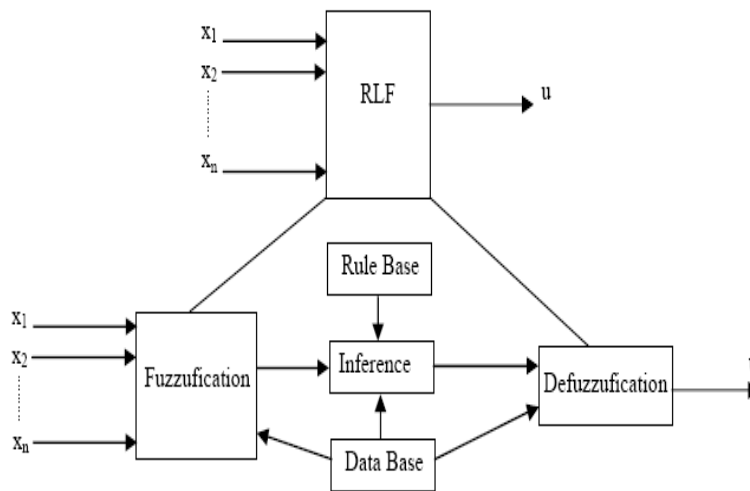 x1
x2
RLF
u
xn
Rule Base
x1
x2
Fuzzufication
Inference
Defuzzufication
xn
Data Base